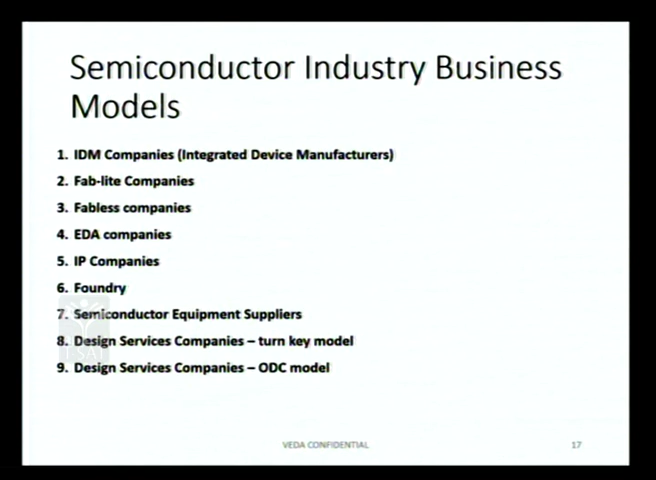 Semiconductor Industry Business
Models
1. IDM Companies (Integrated Device Manufacturers)
2. Fab-lite Companies
3. Fabless companies
4. EDA companies
5. IP Companies
6. Foundry
7. Semiconductor Equipment Suppliers
8. Design Services Companies – turn key model
9. Design Services Companies – ODC model
VEDA CONFIDENTIAL
17